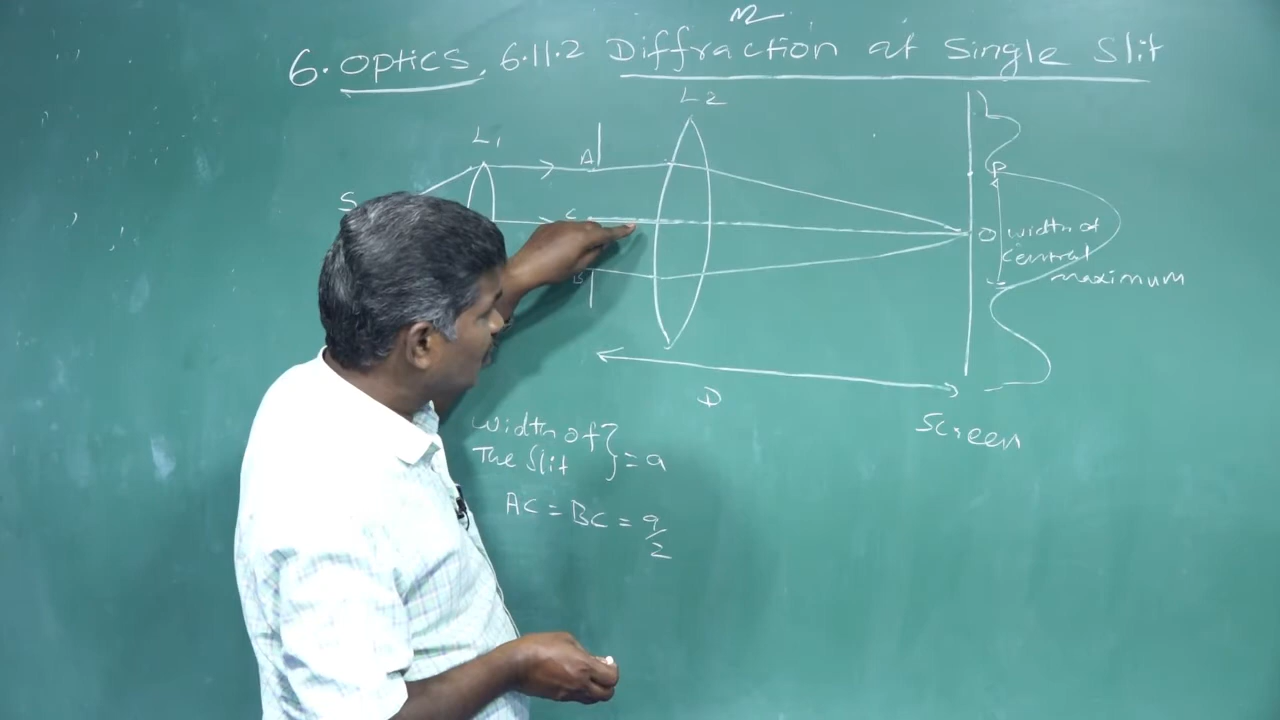 6. Optics, 6.11.2 Diffraction at Single Slit
L2
L1
A
P
S
C
O width of
central
maximum
B
D
Screen
Width of
The Slit } = a
AC = BC = a/2